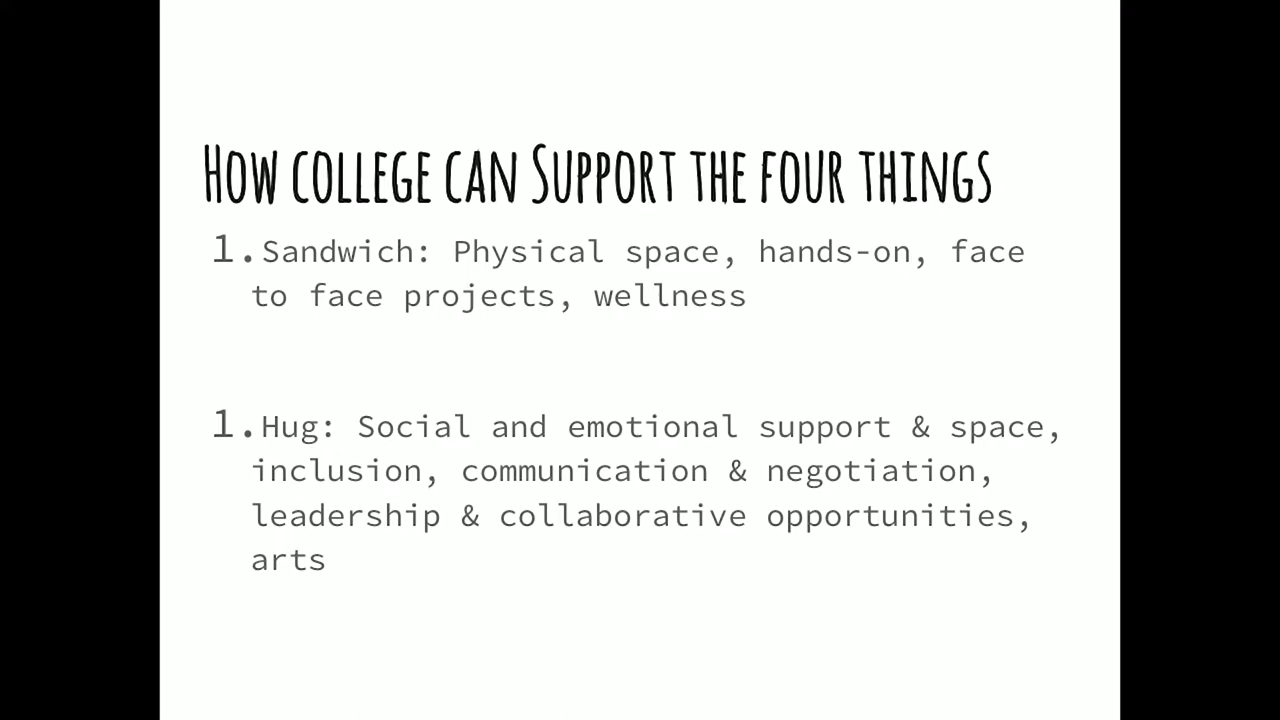 How college can Support the four things
1.Sandwich: Physical space, hands-on, face
to face projects, wellness
1.Hug: Social and emotional support & space,
inclusion, communication & negotiation,
leadership & collaborative opportunities,
arts